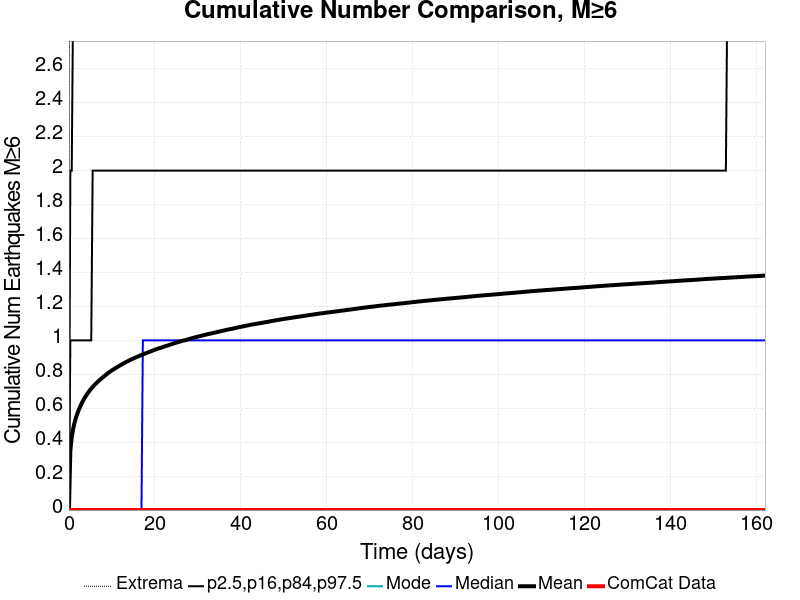 Cumulative Number Comparison, M≥6
Cumulative Num Earthquakes M≥6
2.6
2.4
2.2
2
1.8
1.6
1.4
1.2
1
0.8
0.6
0.4
0.2
0
0 20 40 60 80 100 120 140 160
Time (days)
Extrema p2.5,p16,p84,p97.5 Mode Median Mean ComCat Data